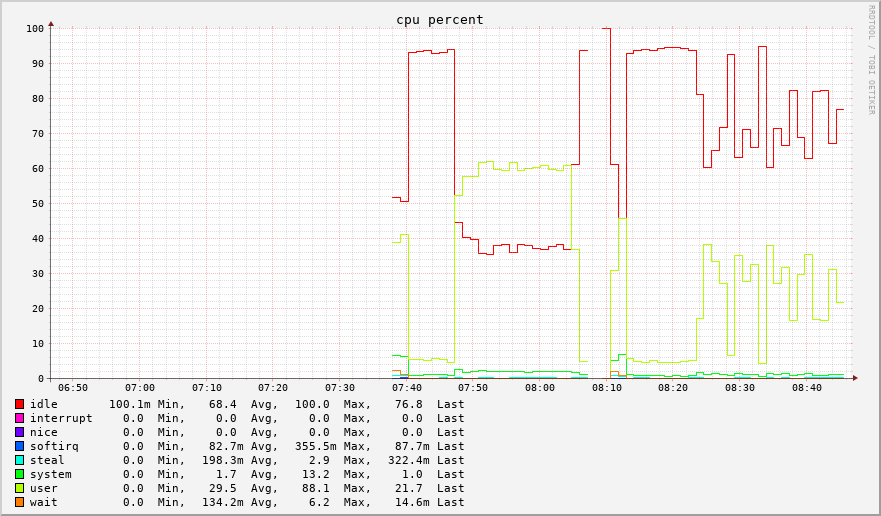 cpu percent
RRDTOOL / TOBI OETIKER
100
90
80
70
60
50
40
30
20
10
0
06:50 07:00 07:10 07:20 07:30 07:40 07:50 08:00 08:10 08:20 08:30 08:40
idle 100.1m Min, 68.4 Avg, 100.0 Max, 76.8 Last
interrupt 0.0 Min, 0.0 Avg, 0.0 Max, 0.0 Last
nice 0.0 Min, 0.0 Avg, 0.0 Max, 0.0 Last
softirq 0.0 Min, 82.7m Avg, 355.5m Max, 87.7m Last
steal 0.0 Min, 198.3m Avg, 2.9 Max, 322.4m Last
system 0.0 Min, 1.7 Avg, 13.2 Max, 1.0 Last
user 0.0 Min, 29.5 Avg, 88.1 Max, 21.7 Last
wait 0.0 Min, 134.2m Avg, 6.2 Max, 14.6m Last